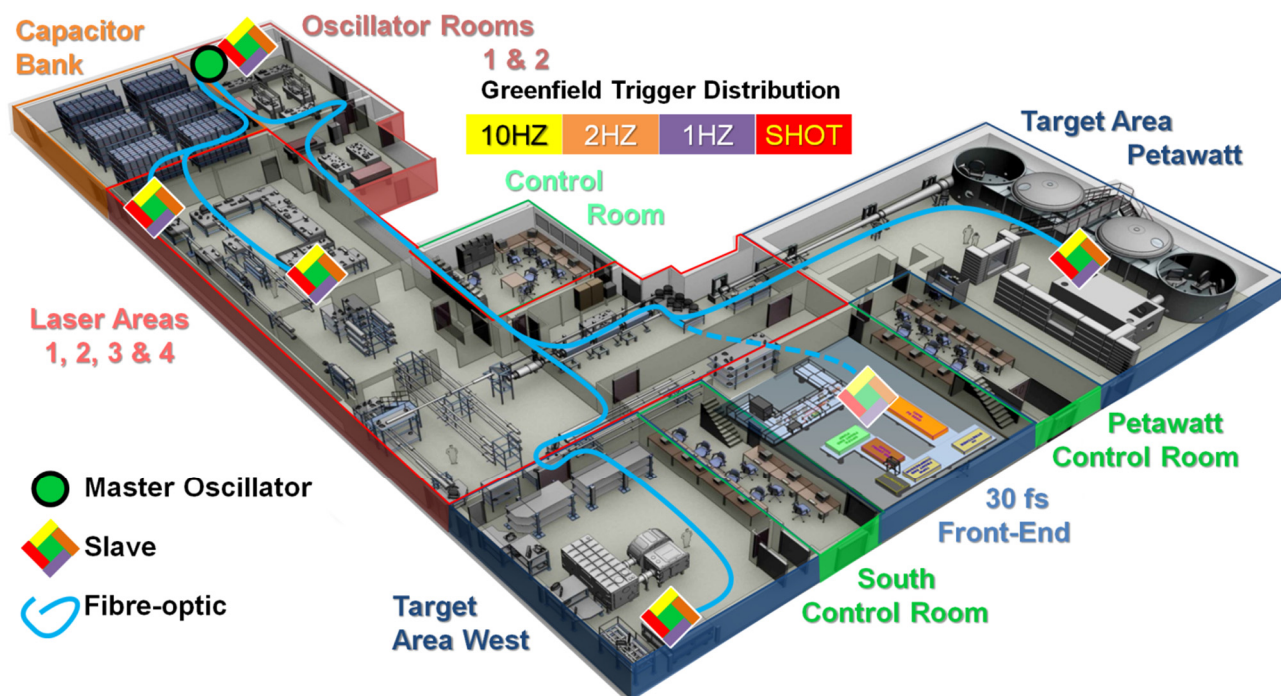 Capacitor
Bank
Oscillator Rooms
1 & 2
Greenfield Trigger Distribution
10HZ
2HZ
1HZ
SHOT
Control
Room
Target Area
Petawatt
Laser Areas
1, 2, 3 & 4
Master Oscillator
Slave
Fibre-optic
Target
Area West
South
Control Room
30 fs
Front-End
Petawatt
Control Room